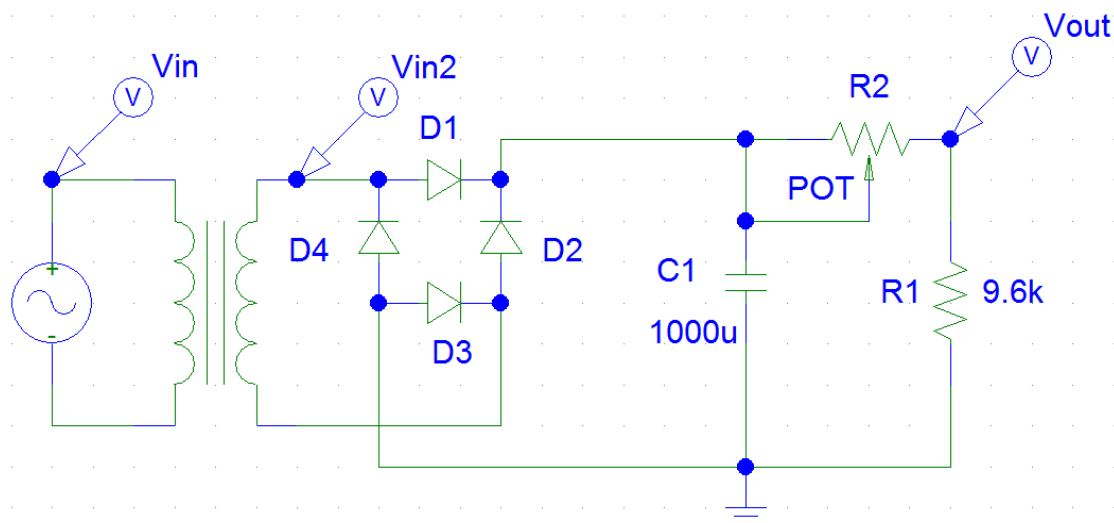 Vin
V
Vin2
V
D1
R2
Vout
V
POT
D4
D2
C1
1000u
R1
9.6k
D3
+
-